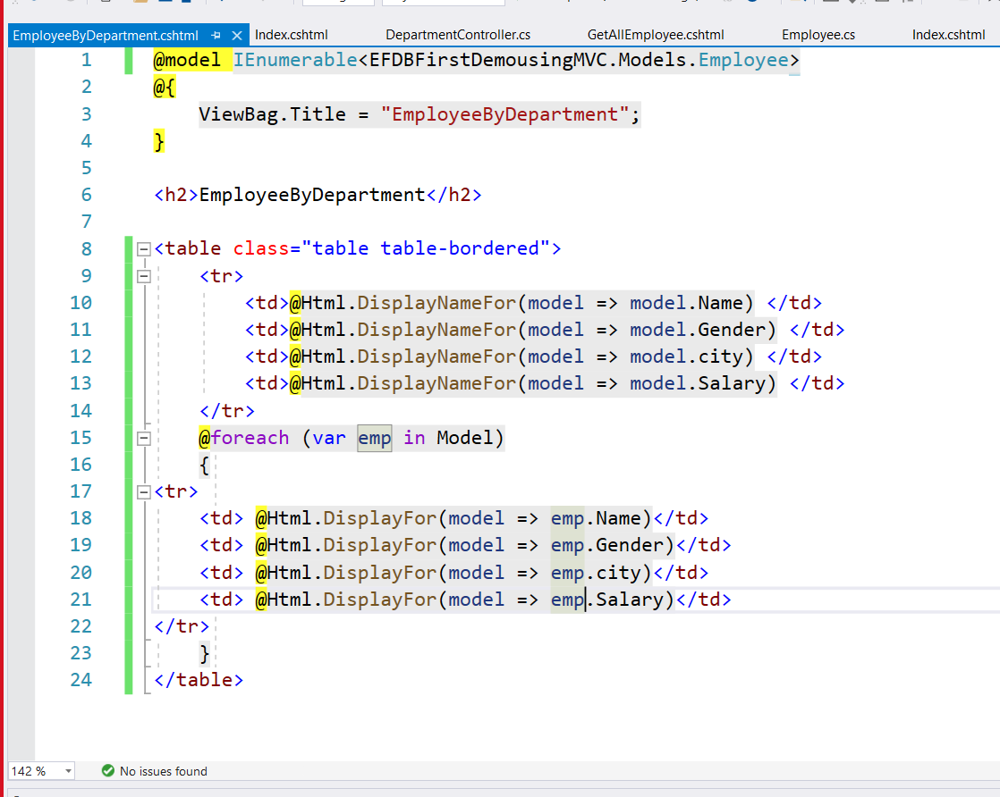 EmployeeByDepartment.cshtml Index.cshtml DepartmentController.cs GetAllEmployee.cshtml Employee.cs Index.cshtml
1 @model IEnumerable<EFDBFirstDemousingMVC.Models.Employee>
2 @{
3 ViewBag.Title = "EmployeeByDepartment";
4 }
5
6 <h2>EmployeeByDepartment</h2>
7
8 <table class="table table-bordered">
9 <tr>
10 <td>@Html.DisplayNameFor(model => model.Name) </td>
11 <td>@Html.DisplayNameFor(model => model.Gender) </td>
12 <td>@Html.DisplayNameFor(model => model.city) </td>
13 <td>@Html.DisplayNameFor(model => model.Salary) </td>
14 </tr>
15 @foreach (var emp in Model)
16 {
17 <tr>
18 <td> @Html.DisplayFor(model => emp.Name)</td>
19 <td> @Html.DisplayFor(model => emp.Gender)</td>
20 <td> @Html.DisplayFor(model => emp.city)</td>
21 <td> @Html.DisplayFor(model => emp.Salary)</td>
22 </tr>
23 }
24 </table>
142 % No issues found